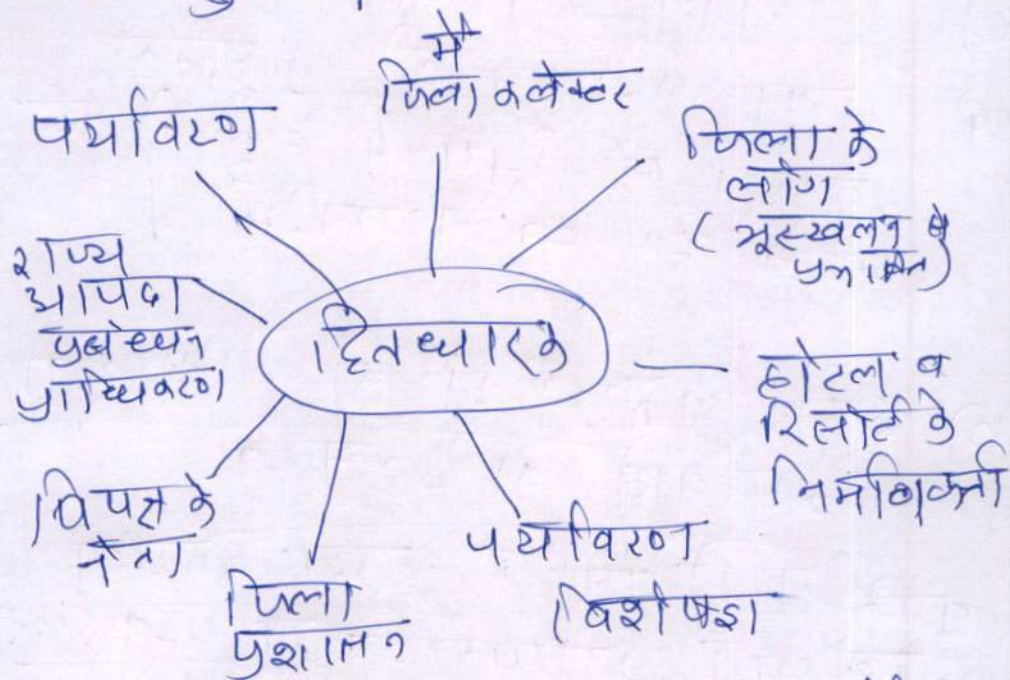 मैं
जिला कलेक्टर
पर्यावरण
जिला के
लोग
(भूस्खलन से
प्रभावित)
राज्य
आपदा
प्रबंधन
प्राधिकरण
हितधारक
होटल व
रिसोर्ट के
निर्माणकर्ता
विपक्ष के
नेता
पर्यावरण
विशेषज्ञ
जिला
प्रशासन